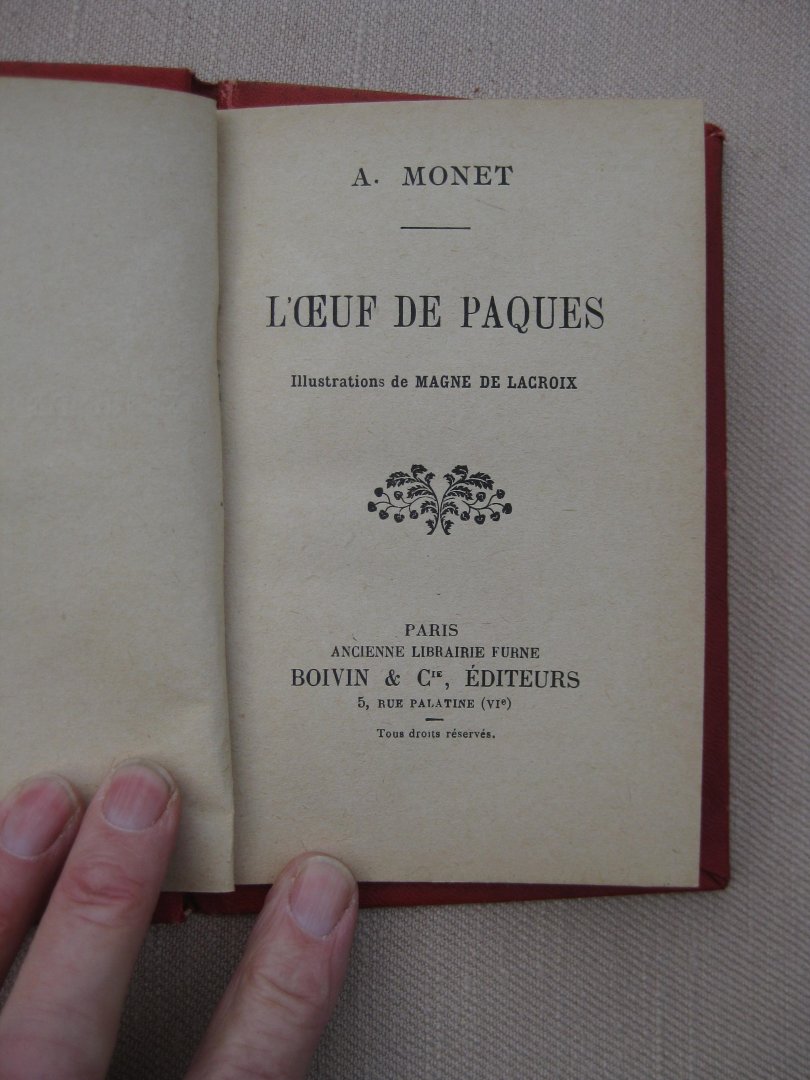 A. MONET
L'ŒUF DE PAQUES
Illustrations de MAGNE DE LACROIX
PARIS
ANCIENNE LIBRAIRIE FURNE
BOIVIN & Cᴵᴱ, ÉDITEURS
5, RUE PALATINE (VIᵉ)
Tous droits réservés.